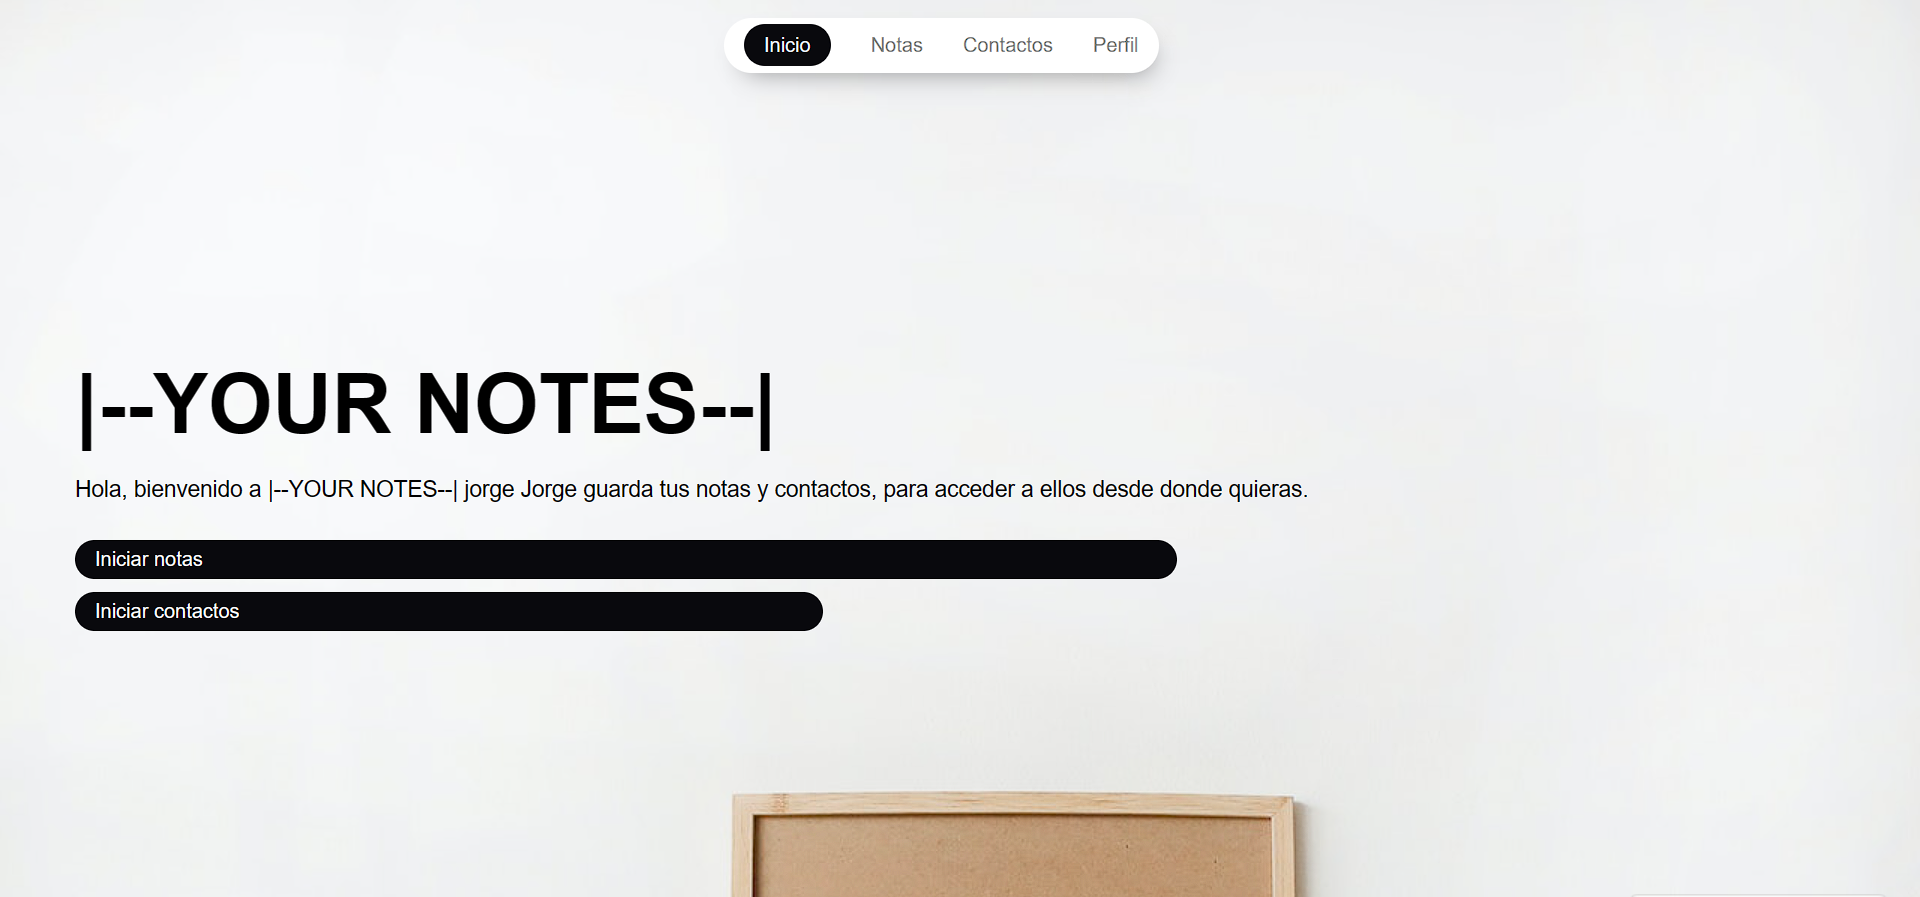 Inicio Notas Contactos Perfil
|--YOUR NOTES--|
Hola, bienvenido a |--YOUR NOTES--| jorge Jorge guarda tus notas y contactos, para acceder a ellos desde donde quieras.
Iniciar notas
Iniciar contactos